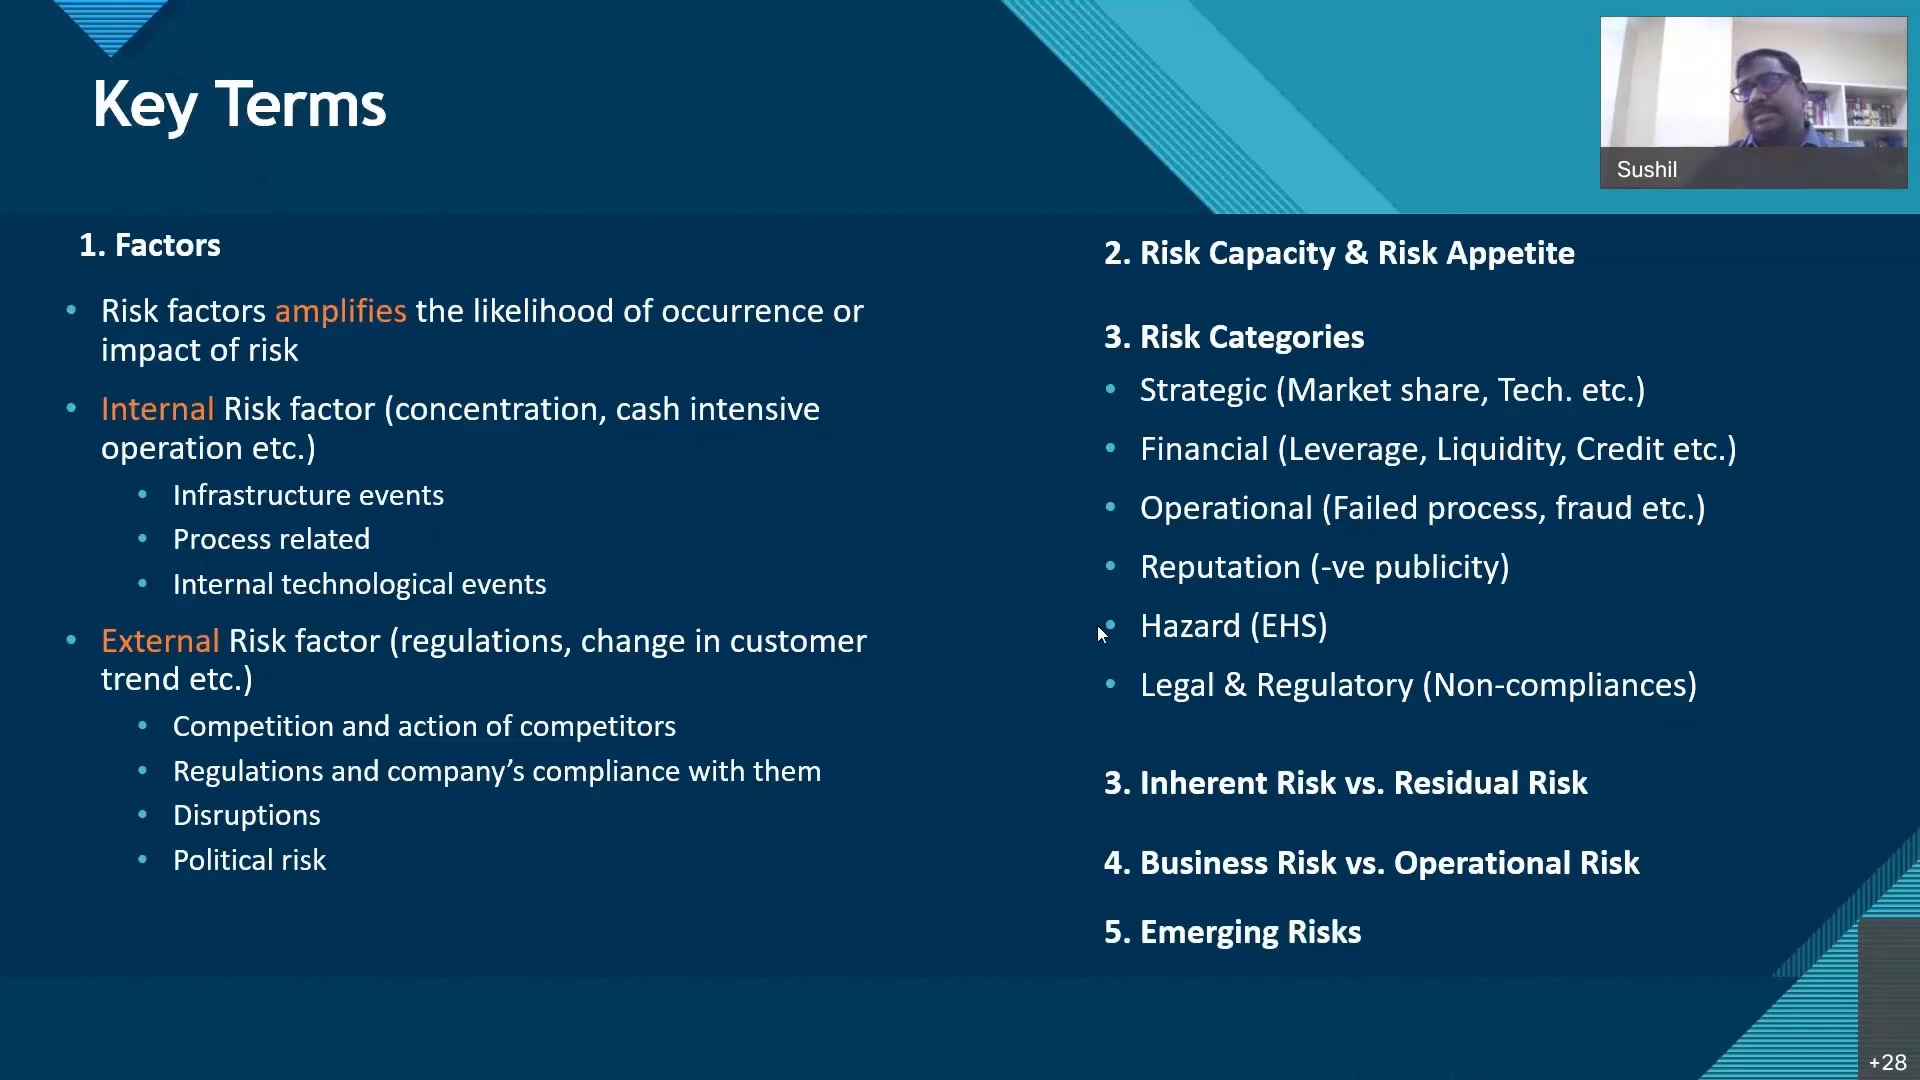 Key Terms
Sushil
1. Factors
• Risk factors amplifies the likelihood of occurrence or
impact of risk
• Internal Risk factor (concentration, cash intensive
operation etc.)
• Infrastructure events
• Process related
• Internal technological events
• External Risk factor (regulations, change in customer
trend etc.)
• Competition and action of competitors
• Regulations and company’s compliance with them
• Disruptions
• Political risk
2. Risk Capacity & Risk Appetite
3. Risk Categories
• Strategic (Market share, Tech. etc.)
• Financial (Leverage, Liquidity, Credit etc.)
• Operational (Failed process, fraud etc.)
• Reputation (-ve publicity)
• Hazard (EHS)
• Legal & Regulatory (Non-compliances)
3. Inherent Risk vs. Residual Risk
4. Business Risk vs. Operational Risk
5. Emerging Risks
+28